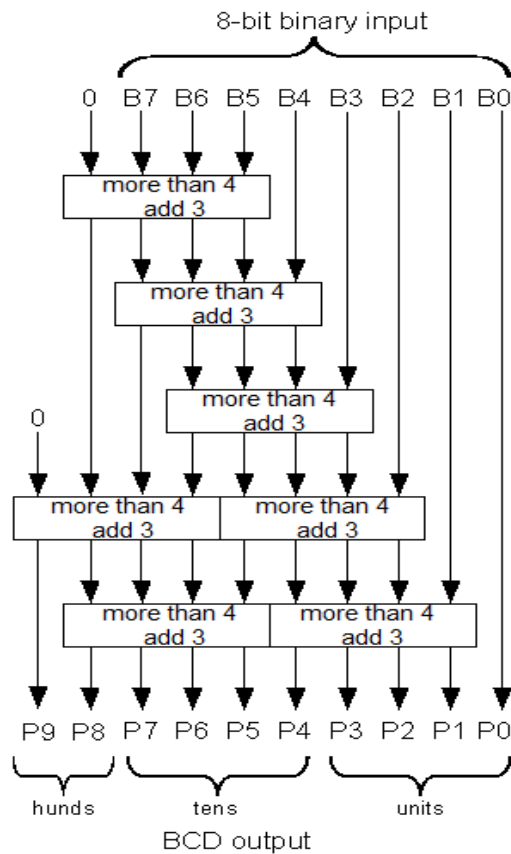 8-bit binary input
0 B7 B6 B5 B4 B3 B2 B1 B0
more than 4
add 3
more than 4
add 3
more than 4
add 3
0
more than 4
add 3
more than 4
add 3
more than 4
add 3
more than 4
add 3
P9 P8 P7 P6 P5 P4 P3 P2 P1 P0
hunds tens units
BCD output